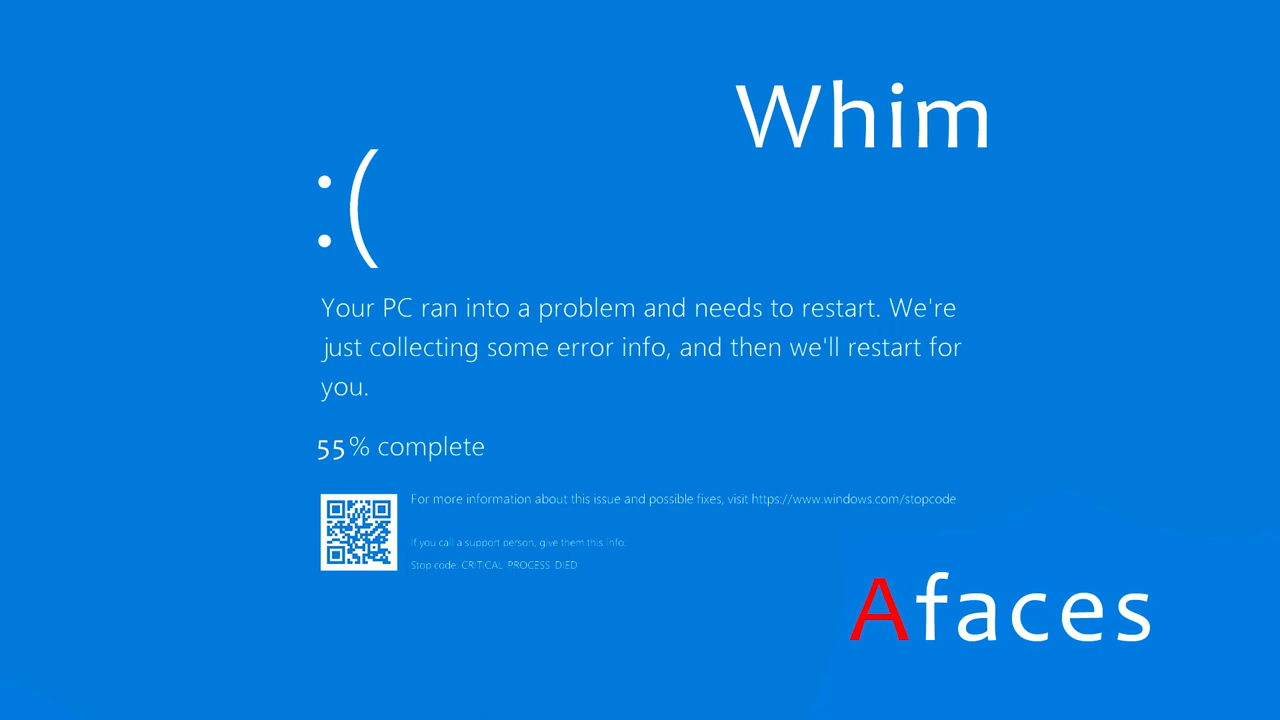 Whim
:(
Your PC ran into a problem and needs to restart. We're
just collecting some error info, and then we'll restart for
you.
55% complete
For more information about this issue and possible fixes, visit https://www.windows.com/stopcode
If you call a support person, give them this info.
Stop code: CRITICAL_PROCESS_DIED
Afaces